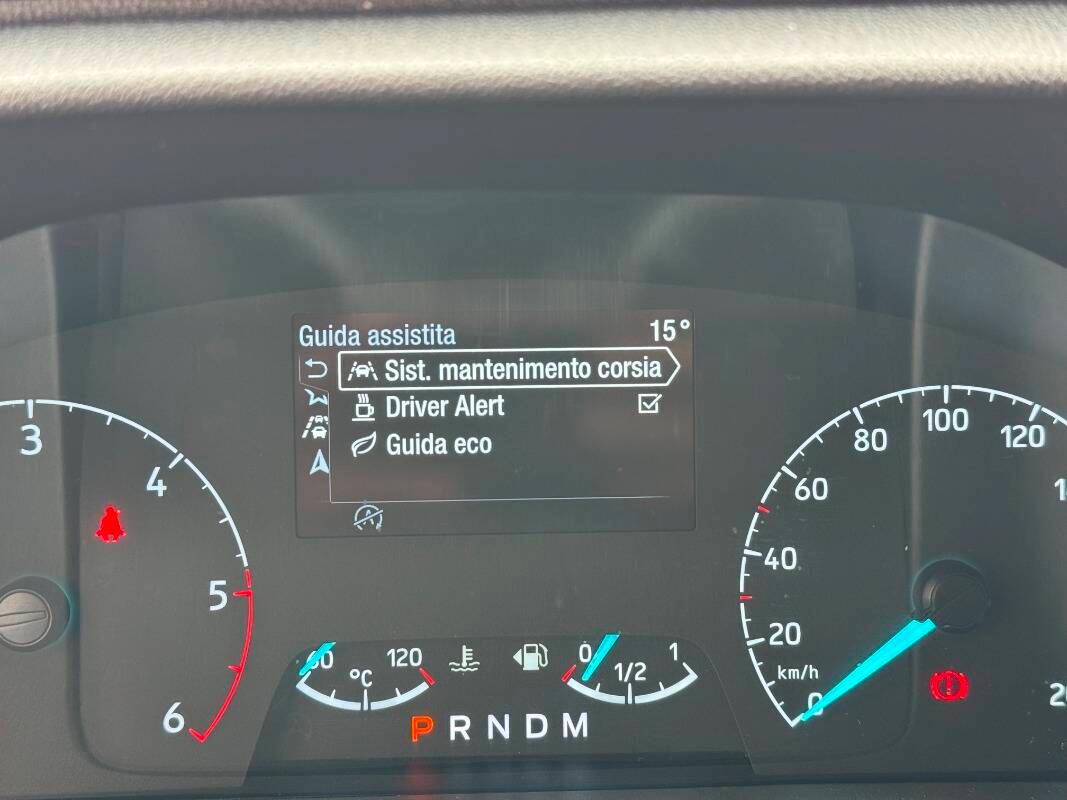 Guida assistita 15°
Sist. mantenimento corsia
Driver Alert
Guida eco
3
4
5
6
60 °C 120
0 1/2 1
P R N D M
0
20
40
60
80
100
120
km/h